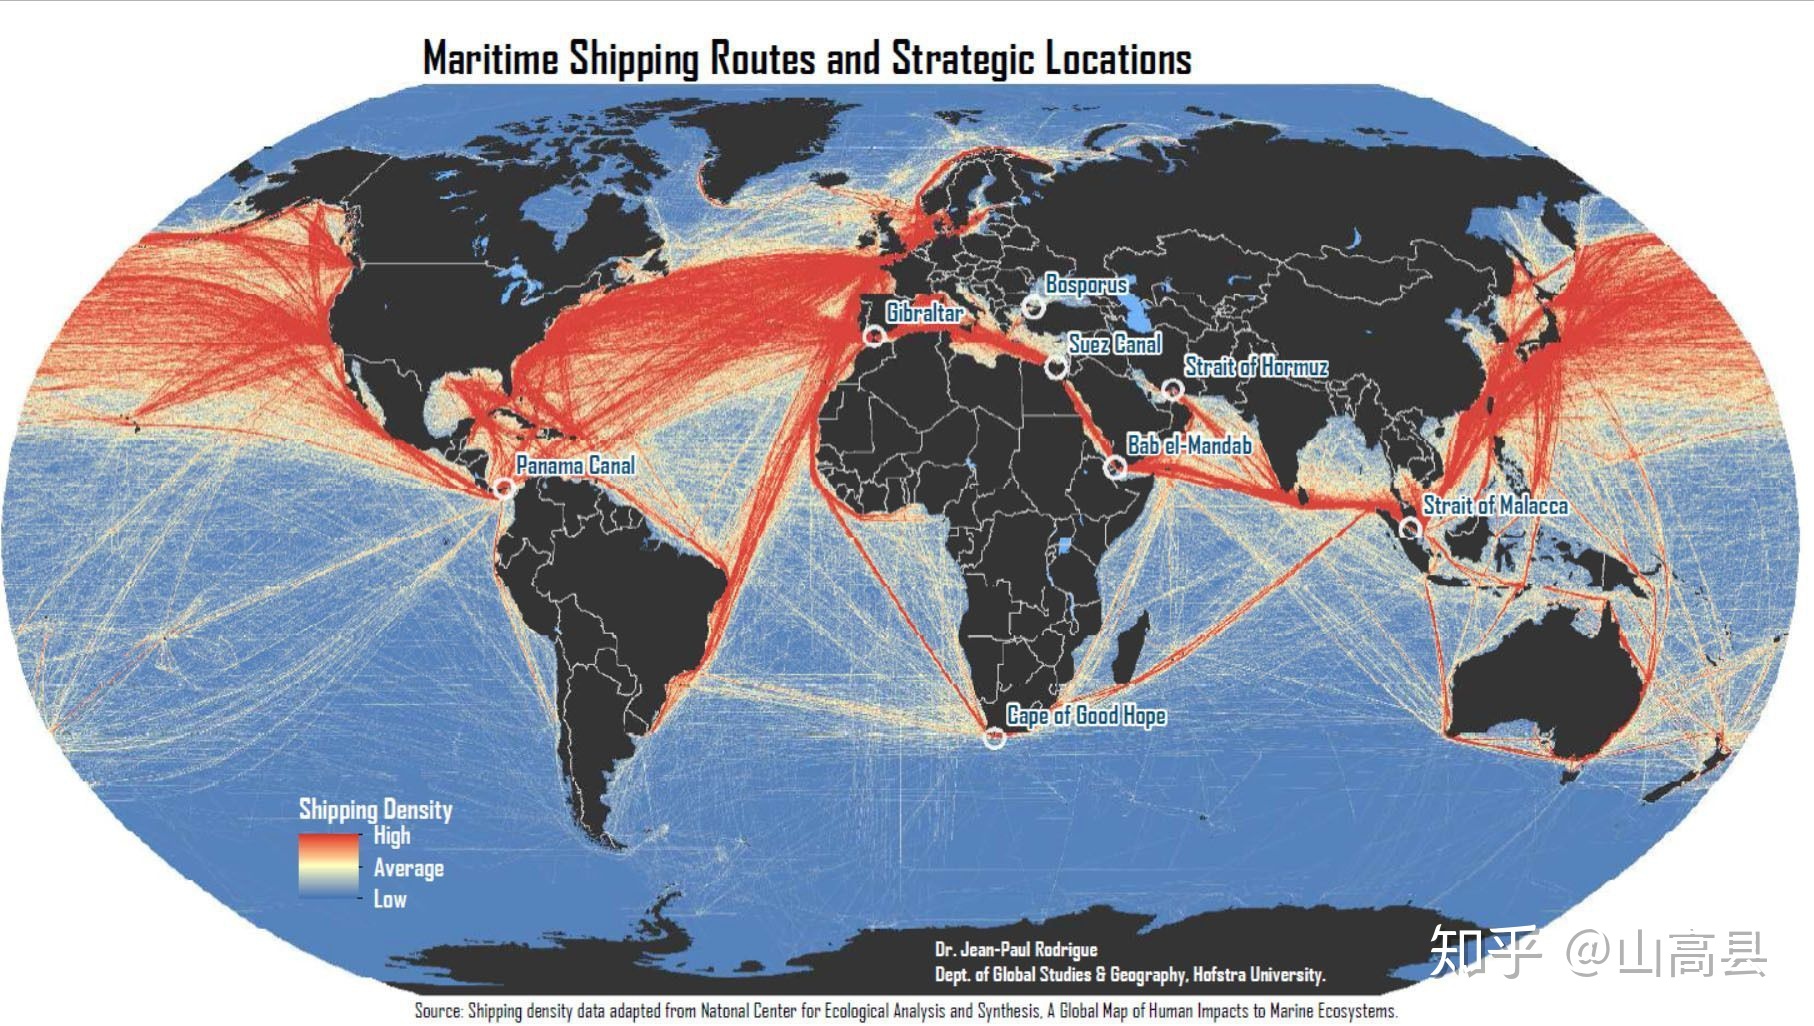 Maritime Shipping Routes and Strategic Locations
Bosporus
Gibraltar
Suez Canal
Strait of Hormuz
Bab el-Mandab
Panama Canal
Strait of Malacca
Cape of Good Hope
Shipping Density
High
Average
Low
Dr. Jean-Paul Rodrigue
Dept. of Global Studies & Geography, Hofstra University.
知乎 @山高县
Source: Shipping density data adapted from Natonal Center for Ecological Analysis and Synthesis, A Global Map of Human Impacts to Marine Ecosystems.